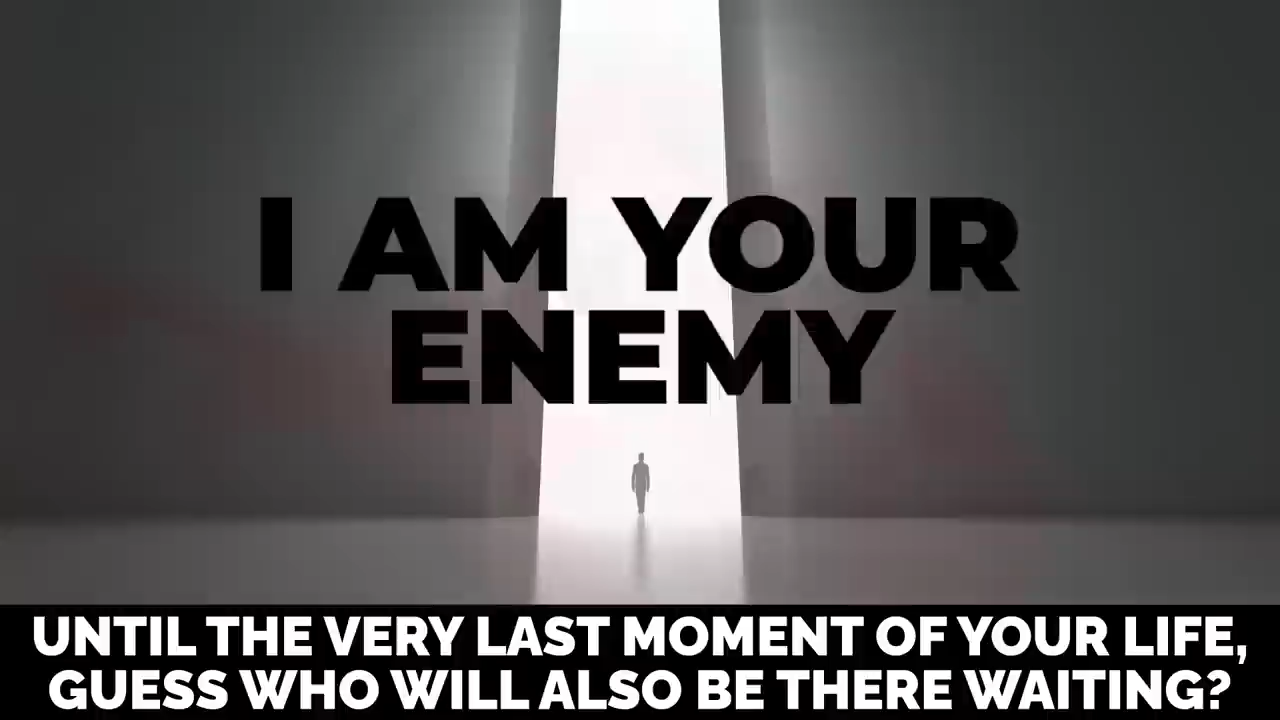 I AM YOUR
ENEMY
UNTIL THE VERY LAST MOMENT OF YOUR LIFE,
GUESS WHO WILL ALSO BE THERE WAITING?